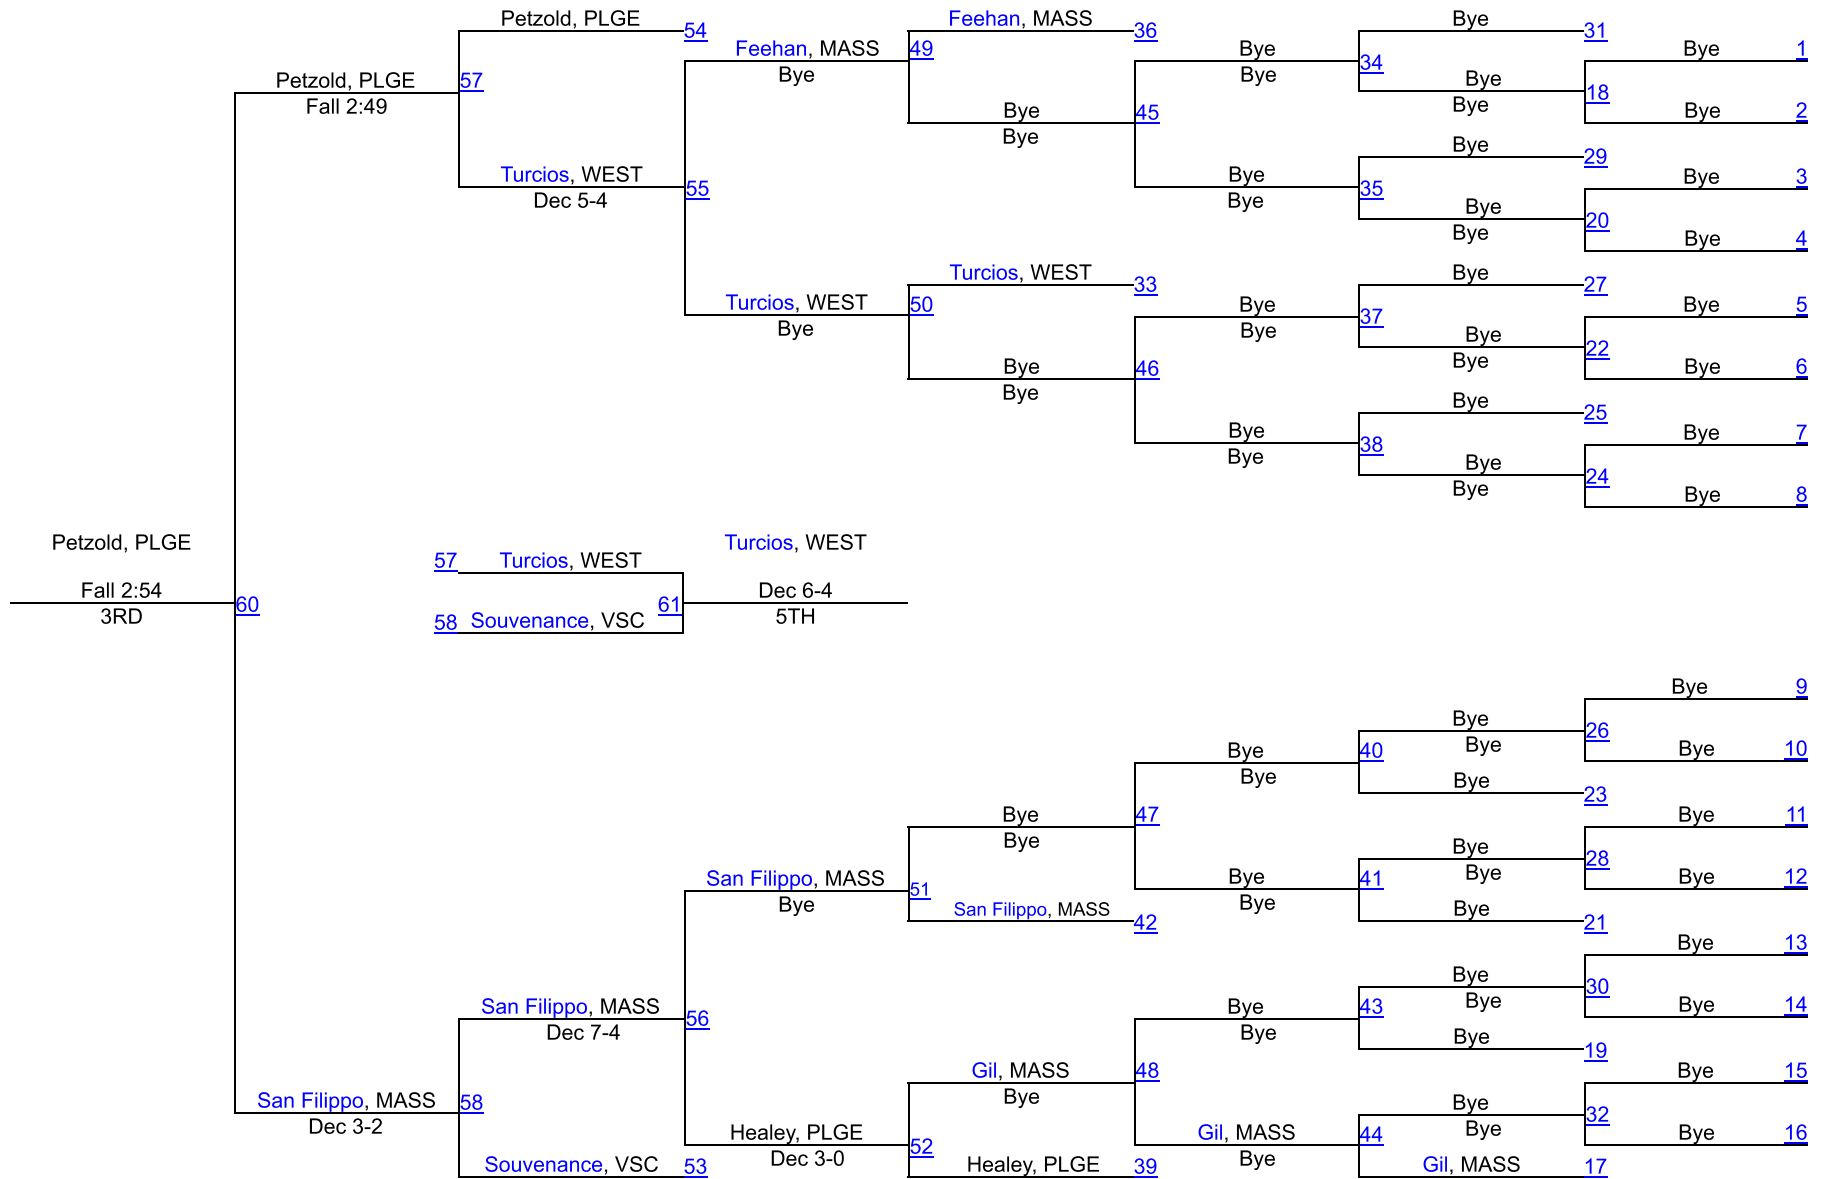 Petzold, PLGE 54 Feehan, MASS 36 Bye 31
Feehan, MASS 49 Bye Bye 1
Petzold, PLGE 57 Bye Bye 34 Bye
Fall 2:49 Bye 18
Bye 45 Bye 2
Bye Bye 29
Turcios, WEST 55 Bye 35 Bye 3
Dec 5-4 Bye Bye 20
Bye Bye 4
Turcios, WEST 33 Bye 27
Turcios, WEST 50 Bye Bye 5
Bye Bye 37 Bye
Bye 22
Bye 46 Bye 6
Bye Bye 25
Bye 38 Bye 7
Bye Bye 24
Bye Bye 8
Petzold, PLGE Turcios, WEST
57 Turcios, WEST
Fall 2:54 60 61 Dec 6-4
3RD 58 Souvenance, VSC 5TH
Bye 9
Bye 26
Bye 40 Bye Bye 10
Bye Bye 23
Bye 47 Bye 11
Bye Bye 28
San Filippo, MASS 51 Bye 41 Bye Bye 12
Bye San Filippo, MASS 42 Bye Bye 21
Bye 13
Bye 30
San Filippo, MASS 56 Bye 43 Bye Bye 14
Dec 7-4 Bye Bye 19
Gil, MASS 48 Bye 15
San Filippo, MASS 58 Bye Bye 32
Dec 3-2 Healey, PLGE 52 Gil, MASS 44 Bye Bye 16
Souvenance, VSC 53 Dec 3-0 Healey, PLGE 39 Bye Gil, MASS 17